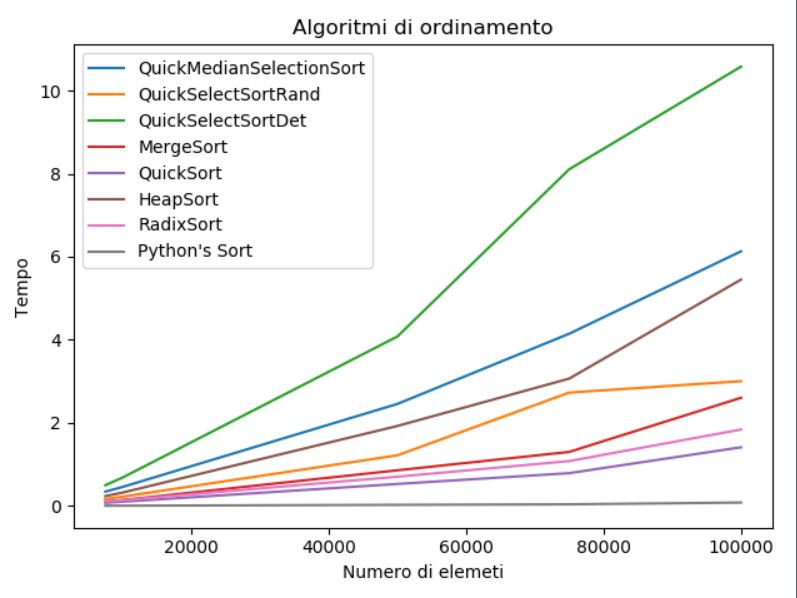 Algoritmi di ordinamento
QuickMedianSelectionSort
QuickSelectSortRand
QuickSelectSortDet
MergeSort
QuickSort
HeapSort
RadixSort
Python's Sort
Tempo
10
8
6
4
2
0
20000 40000 60000 80000 100000
Numero di elemeti